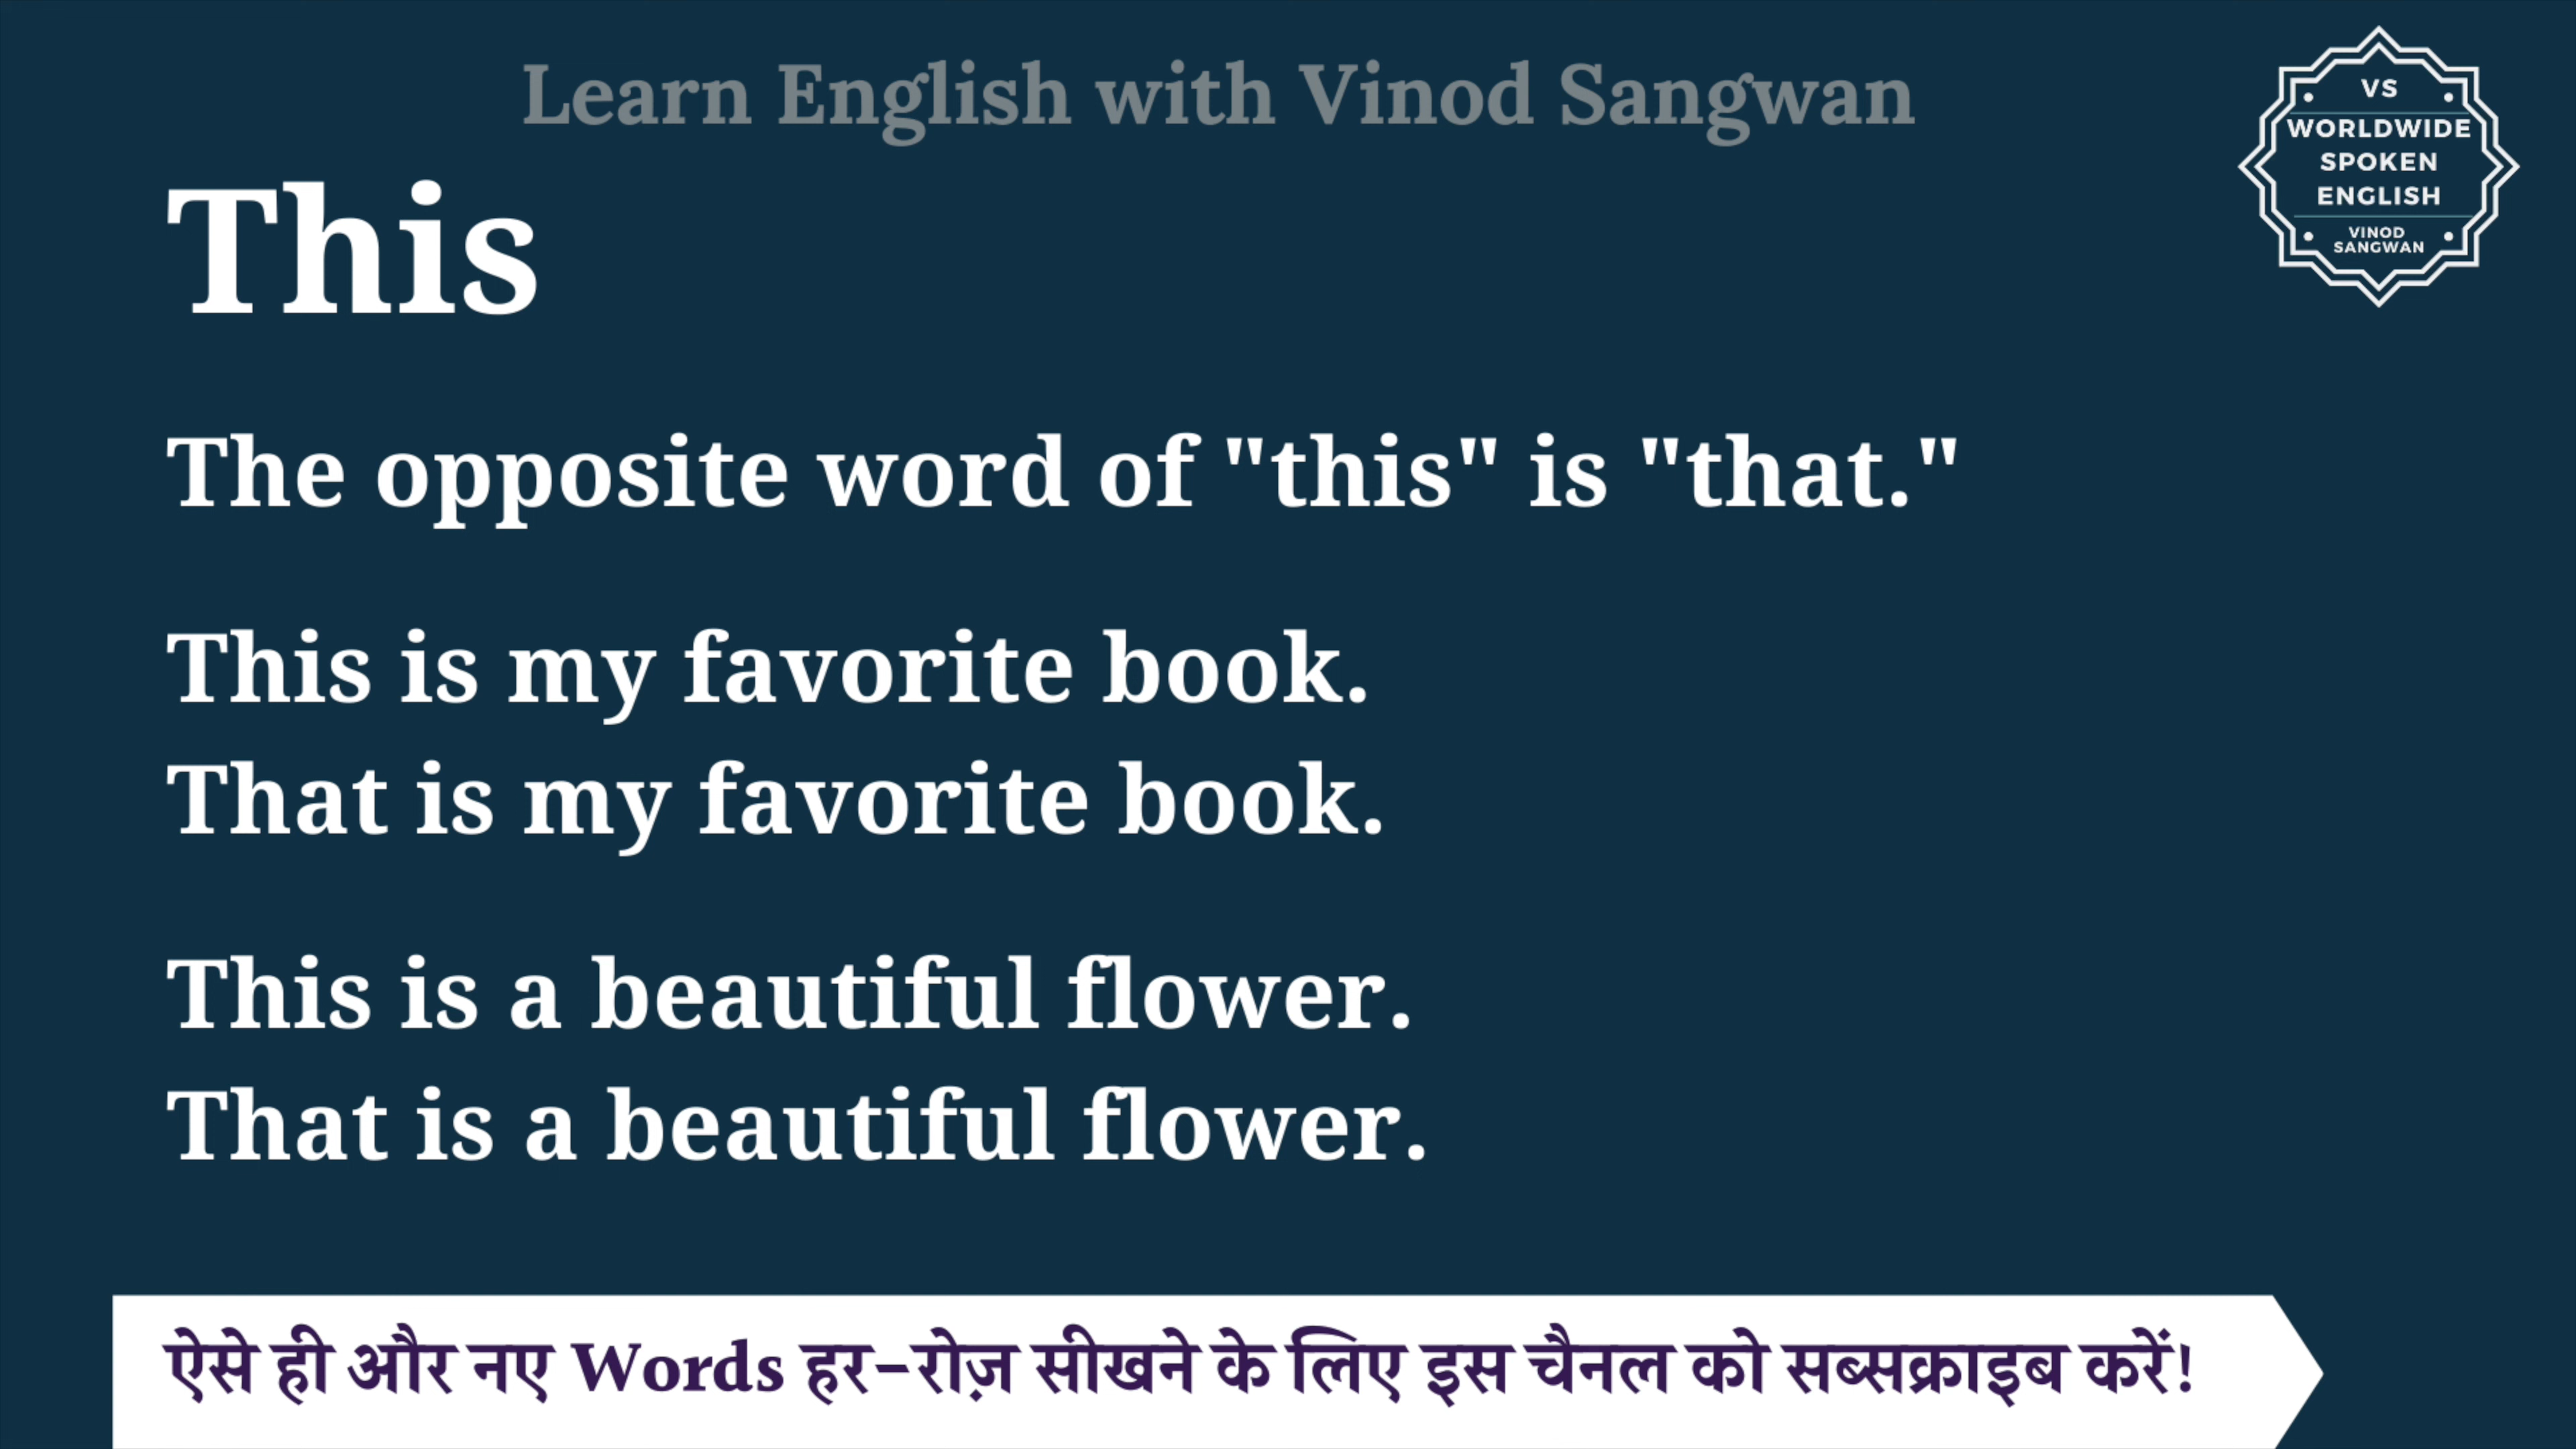 Learn English with Vinod Sangwan
VS
WORLDWIDE
SPOKEN
ENGLISH
VINOD
SANGWAN
This
The opposite word of "this" is "that."
This is my favorite book.
That is my favorite book.
This is a beautiful flower.
That is a beautiful flower.
ऐसे ही और नए Words हर-रोज़ सीखने के लिए इस चैनल को सब्सक्राइब करें!